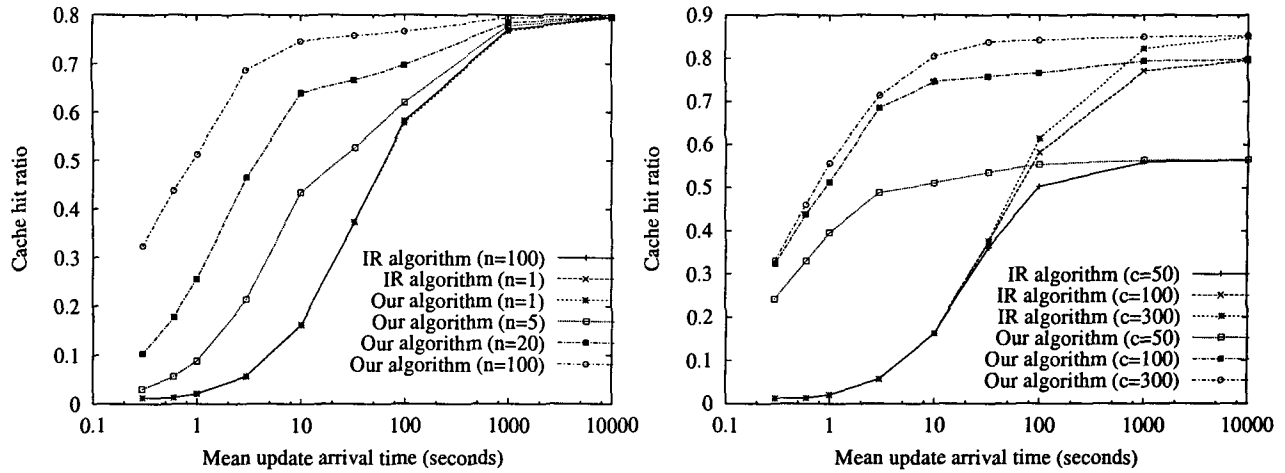 0.8
0.7
0.6
0.5
0.4
0.3
0.2
0.1
0
Cache hit ratio
0.1
1
10
100
1000
10000
Mean update arrival time (seconds)
IR algorithm (n=100)
IR algorithm (n=1)
Our algorithm (n=1)
Our algorithm (n=5)
Our algorithm (n=20)
Our algorithm (n=100)
0.9
0.8
0.7
0.6
0.5
0.4
0.3
0.2
0.1
0
Cache hit ratio
0.1
1
10
100
1000
10000
Mean update arrival time (seconds)
IR algorithm (c=50)
IR algorithm (c=100)
IR algorithm (c=300)
Our algorithm (c=50)
Our algorithm (c=100)
Our algorithm (c=300)